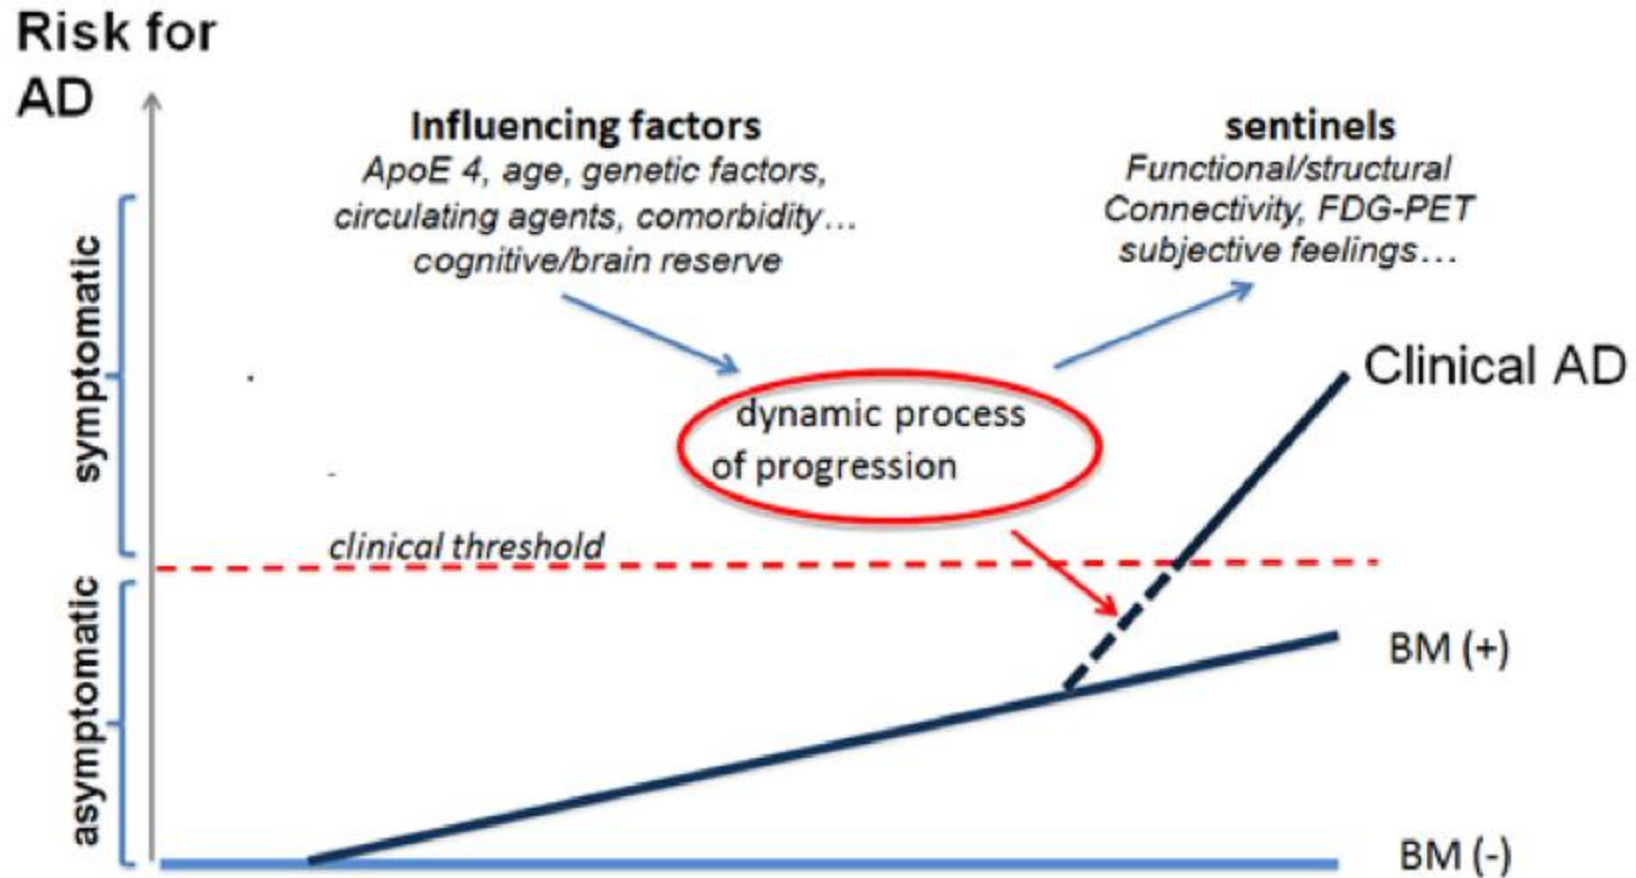 Risk for
AD
Influencing factors
ApoE 4, age, genetic factors,
circulating agents, comorbidity...
cognitive/brain reserve
sentinels
Functional/structural
Connectivity, FDG-PET
subjective feelings...
symptomatic
dynamic process
of progression
Clinical AD
clinical threshold
asymptomatic
BM (+)
BM (-)